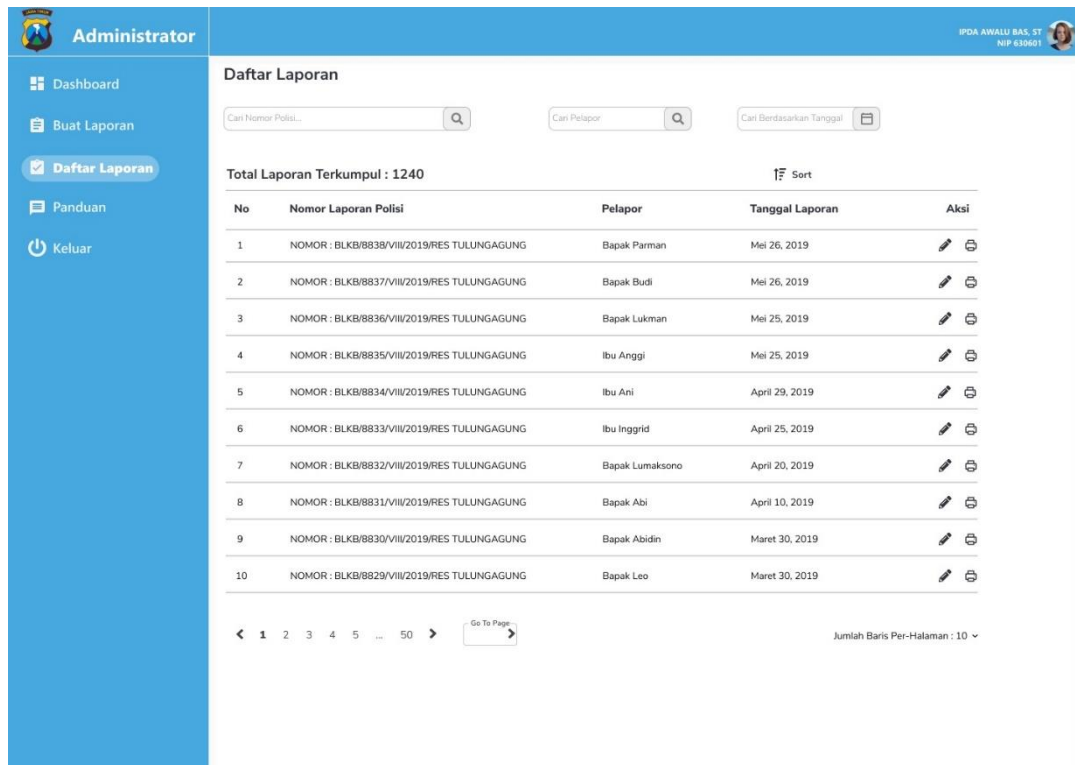 Administrator
IPDA AWALU BAS, ST
NIP 630601
Dashboard
Buat Laporan
Daftar Laporan
Panduan
Keluar
Daftar Laporan
Cari Nomor Polisi...
Cari Pelapor
Cari Berdasarkan Tanggal
Total Laporan Terkumpul : 1240
Sort
No Nomor Laporan Polisi Pelapor Tanggal Laporan Aksi
1 NOMOR : BLKB/8838/VIII/2019/RES TULUNGAGUNG Bapak Parman Mei 26, 2019
2 NOMOR : BLKB/8837/VIII/2019/RES TULUNGAGUNG Bapak Budi Mei 26, 2019
3 NOMOR : BLKB/8836/VIII/2019/RES TULUNGAGUNG Bapak Lukman Mei 25, 2019
4 NOMOR : BLKB/8835/VIII/2019/RES TULUNGAGUNG Ibu Anggi Mei 25, 2019
5 NOMOR : BLKB/8834/VIII/2019/RES TULUNGAGUNG Ibu Ani April 29, 2019
6 NOMOR : BLKB/8833/VIII/2019/RES TULUNGAGUNG Ibu Inggrid April 25, 2019
7 NOMOR : BLKB/8832/VIII/2019/RES TULUNGAGUNG Bapak Lumaksono April 20, 2019
8 NOMOR : BLKB/8831/VIII/2019/RES TULUNGAGUNG Bapak Abi April 10, 2019
9 NOMOR : BLKB/8830/VIII/2019/RES TULUNGAGUNG Bapak Abidin Maret 30, 2019
10 NOMOR : BLKB/8829/VIII/2019/RES TULUNGAGUNG Bapak Leo Maret 30, 2019
1 2 3 4 5 ... 50
Go To Page
Jumlah Baris Per-Halaman : 10